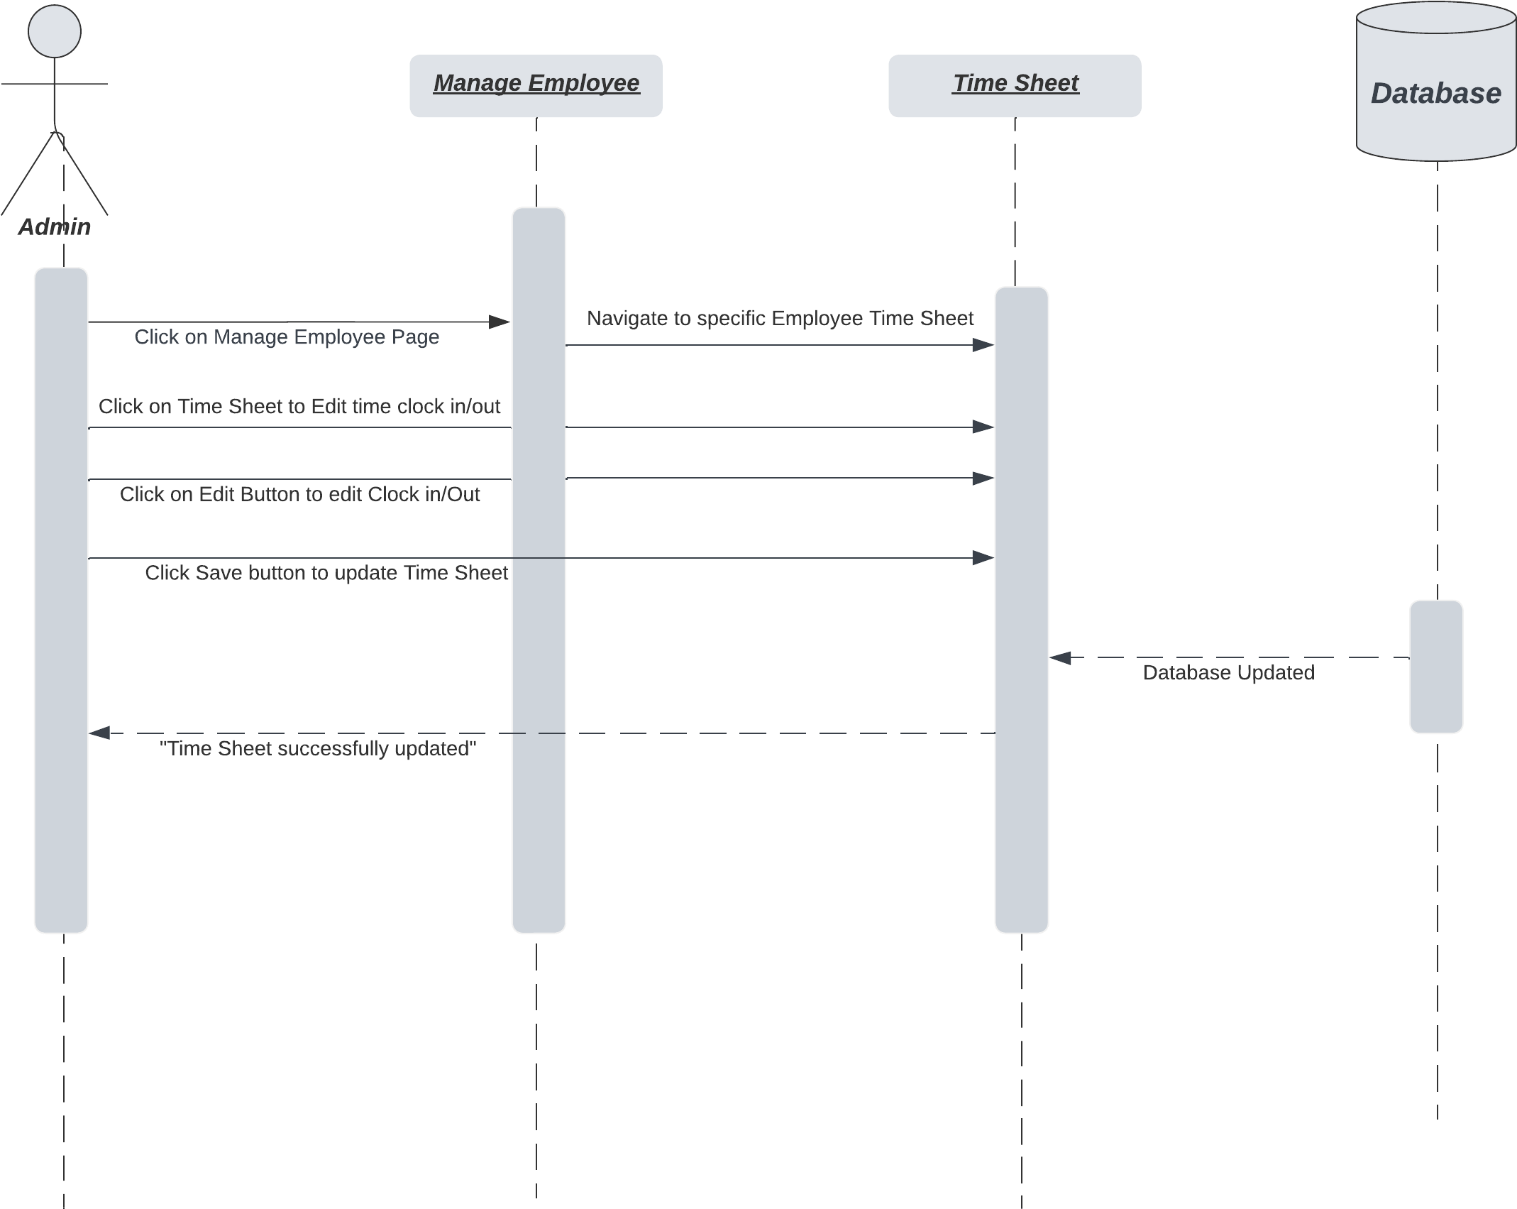 Manage Employee
Time Sheet
Database
Admin
Navigate to specific Employee Time Sheet
Click on Manage Employee Page
Click on Time Sheet to Edit time clock in/out
Click on Edit Button to edit Clock in/Out
Click Save button to update Time Sheet
Database Updated
"Time Sheet successfully updated"